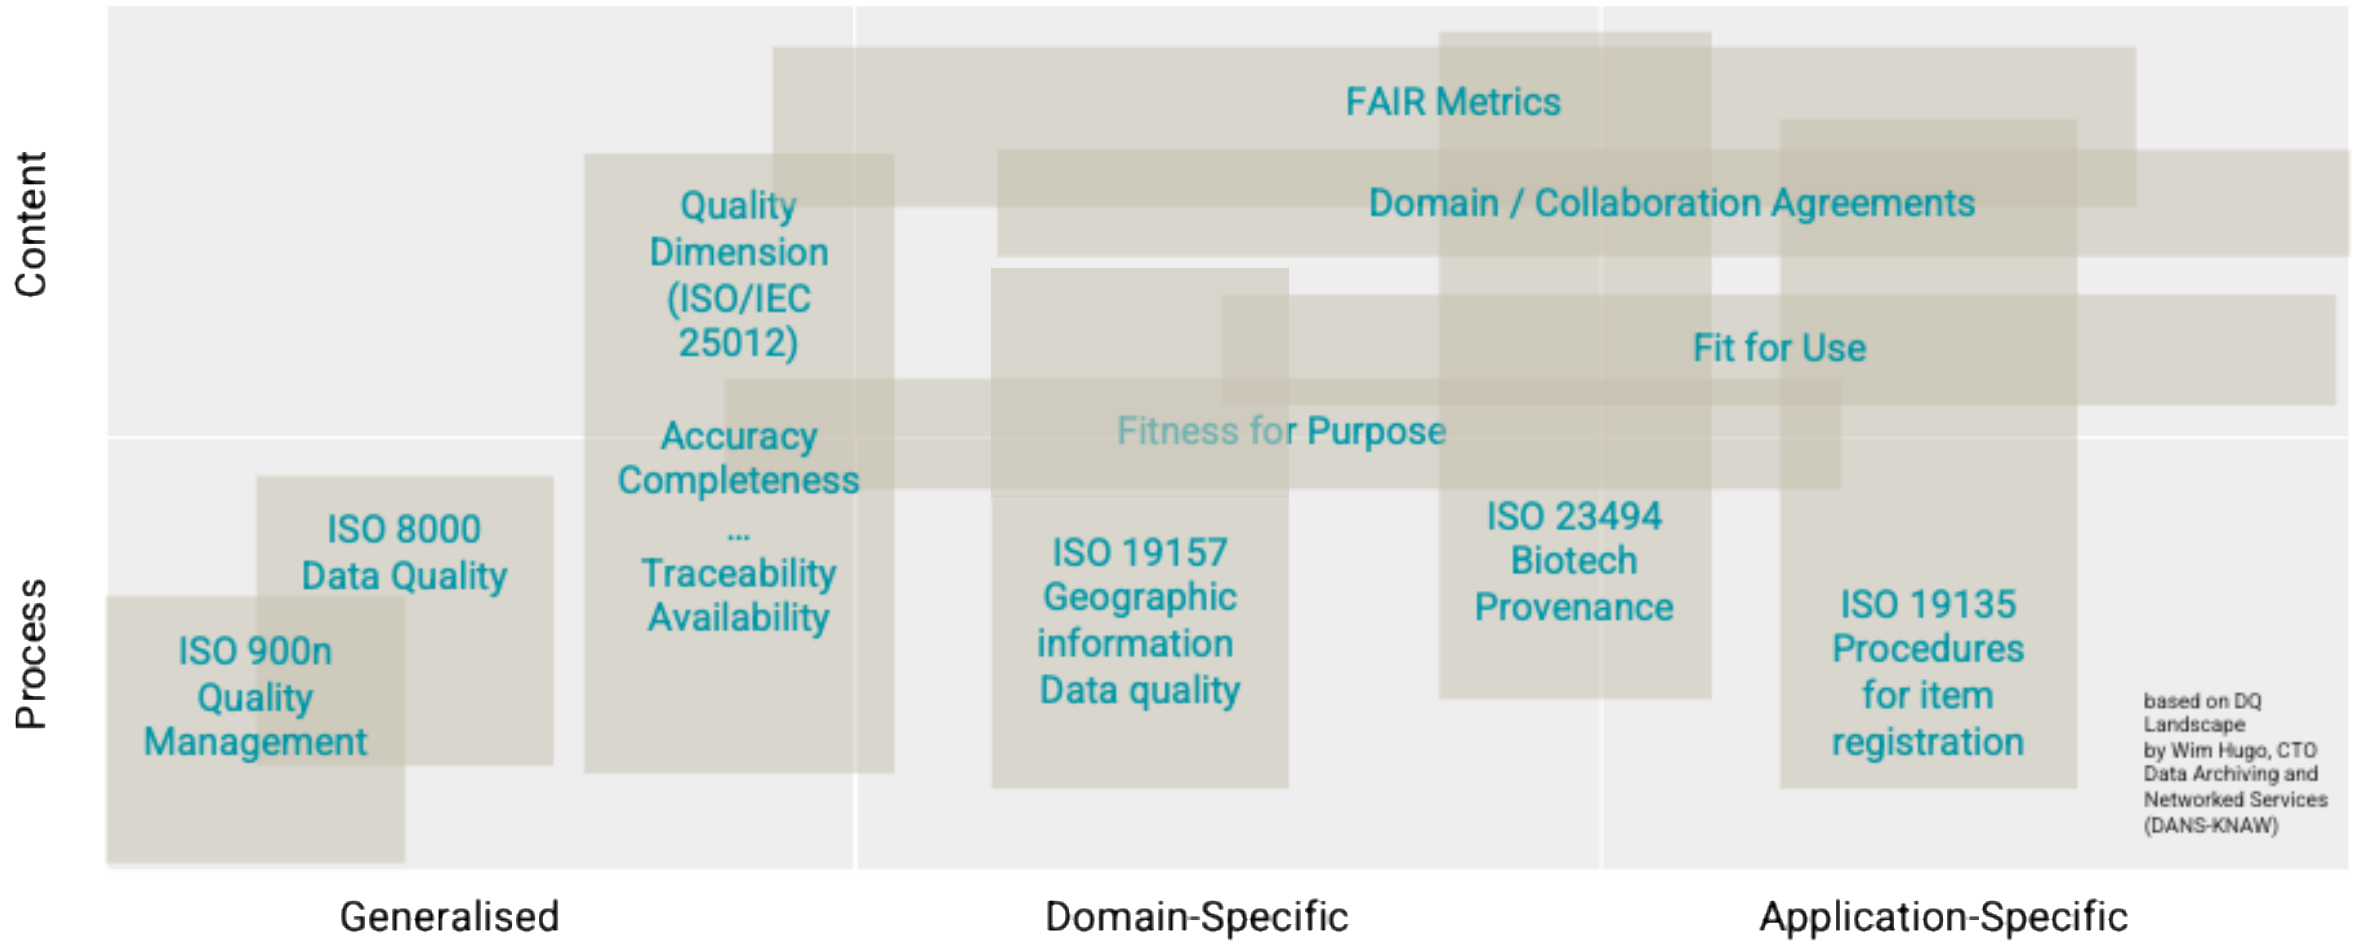 Content
Process
FAIR Metrics
Domain / Collaboration Agreements
Quality
Dimension
(ISO/IEC
25012)
Accuracy
Completeness
...
Traceability
Availability
Fit for Use
Fitness for Purpose
ISO 8000
Data Quality
ISO 900n
Quality
Management
ISO 19157
Geographic
information
Data quality
ISO 23494
Biotech
Provenance
ISO 19135
Procedures
for item
registration
based on DQ
Landscape
by Wim Hugo, CTO
Data Archiving and
Networked Services
(DANS-KNAW)
Generalised
Domain-Specific
Application-Specific